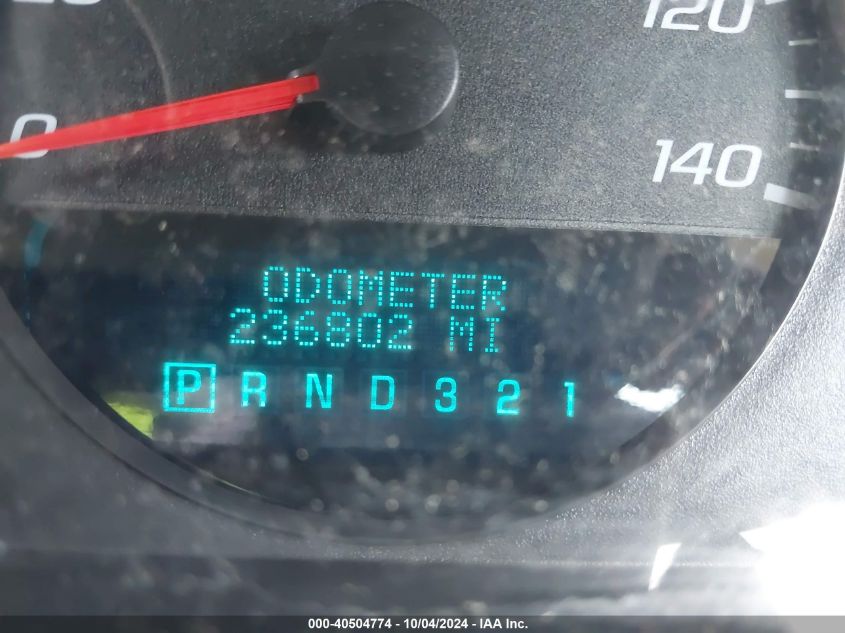 120
0
140
ODOMETER
236802 MI
P R N D 3 2 1
000-40504774 - 10/04/2024 - IAA Inc.